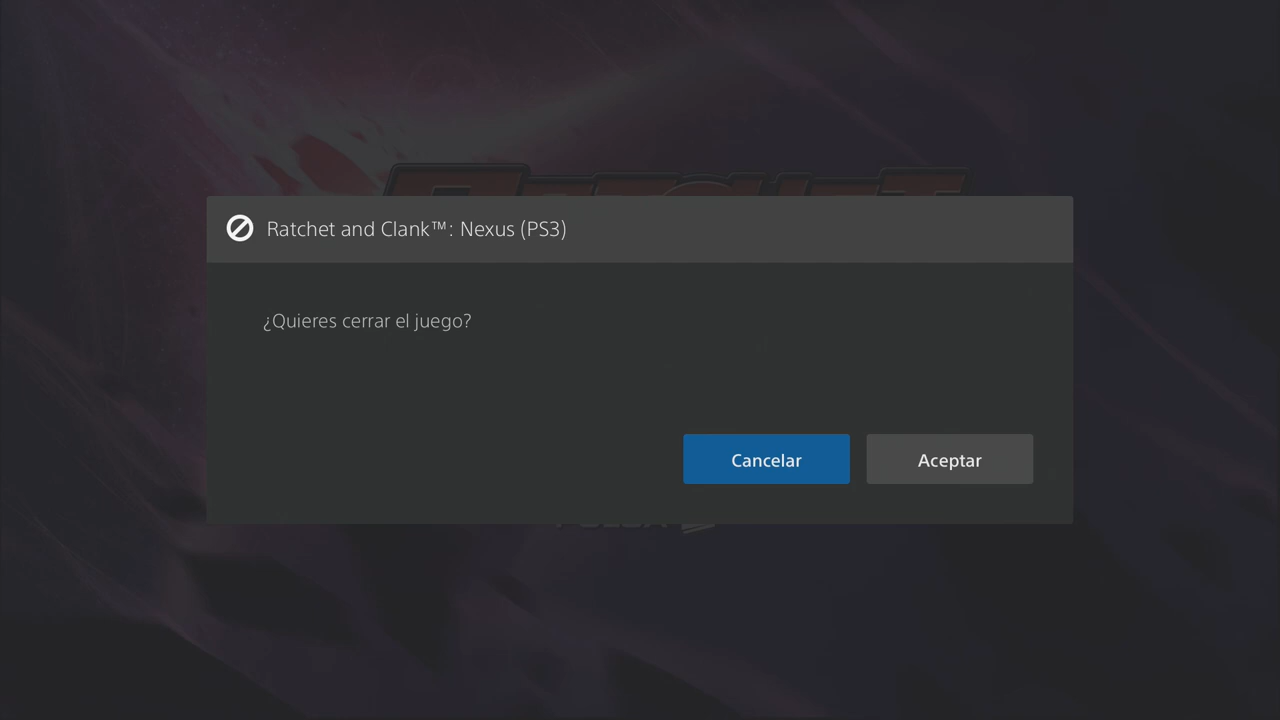 Ratchet and Clank™: Nexus (PS3)
¿Quieres cerrar el juego?
Cancelar
Aceptar